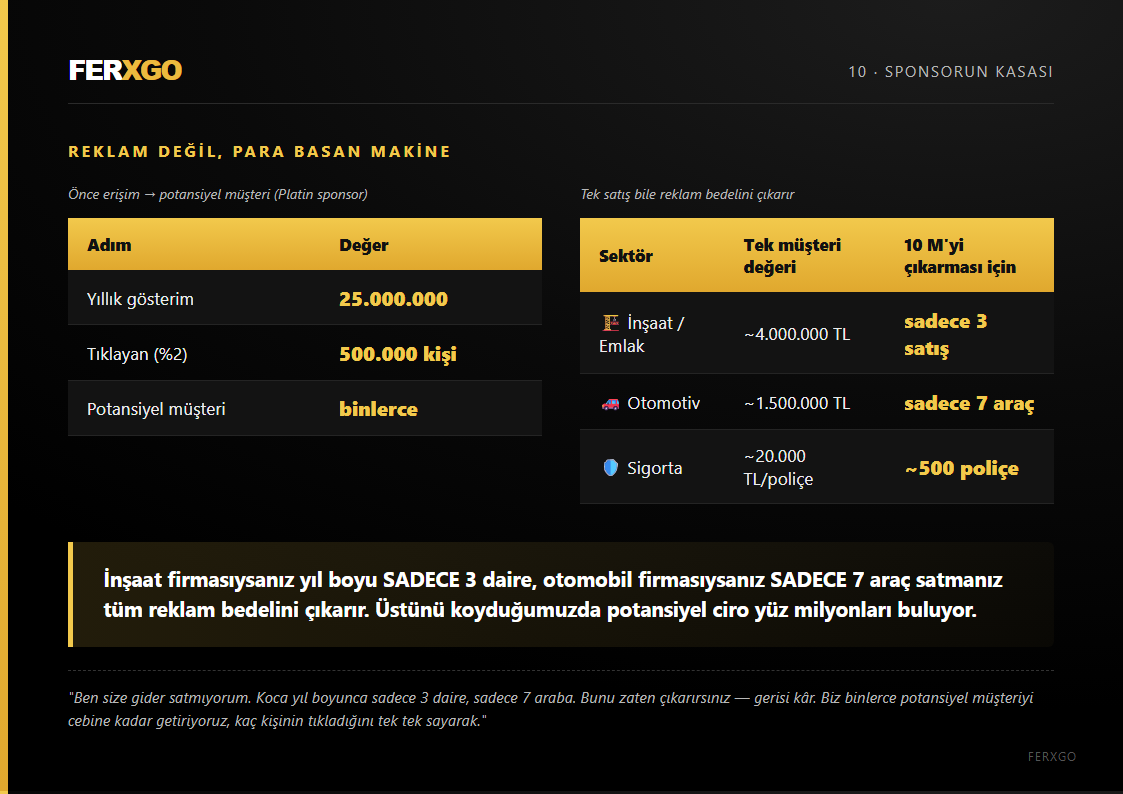 FERXGO
10 · SPONSORUN KASASI
REKLAM DEĞİL, PARA BASAN MAKİNE
Önce erişim → potansiyel müşteri (Platin sponsor)
Adım Değer
Yıllık gösterim 25.000.000
Tıklayan (%2) 500.000 kişi
Potansiyel müşteri binlerce
Tek satış bile reklam bedelini çıkarır
Sektör Tek müşteri değeri 10 M'yi çıkarması için
İnşaat / Emlak ~4.000.000 TL sadece 3 satış
Otomotiv ~1.500.000 TL sadece 7 araç
Sigorta ~20.000 TL/poliçe ~500 poliçe
İnşaat firmasıysanız yıl boyu SADECE 3 daire, otomobil firmasıysanız SADECE 7 araç satmanız
tüm reklam bedelini çıkarır. Üstünü koyduğumuzda potansiyel ciro yüz milyonları buluyor.
"Ben size gider satmıyorum. Koca yıl boyunca sadece 3 daire, sadece 7 araba. Bunu zaten çıkarırsınız — gerisi kâr. Biz binlerce potansiyel müşteriyi
cebine kadar getiriyoruz, kaç kişinin tıkladığını tek tek sayarak."
FERXGO